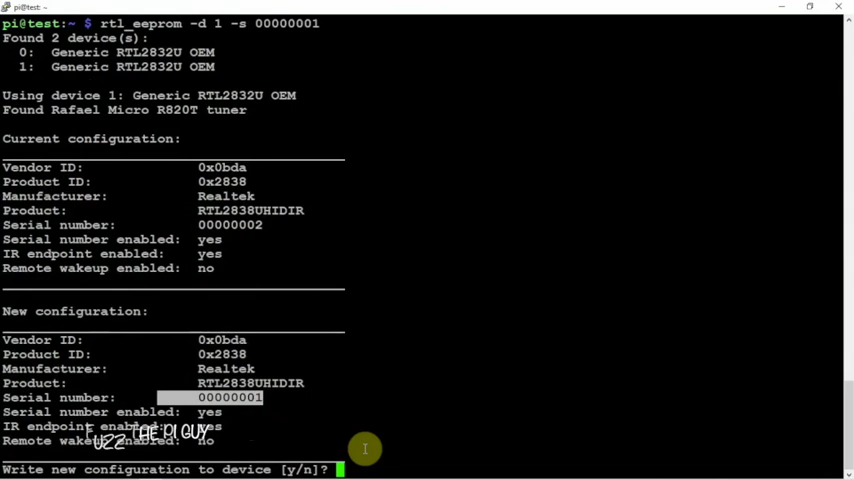 pi@test: ~
pi@test:~ $ rtl_eeprom -d 1 -s 00000001
Found 2 device(s):
0: Generic RTL2832U OEM
1: Generic RTL2832U OEM
Using device 1: Generic RTL2832U OEM
Found Rafael Micro R820T tuner
Current configuration:
Vendor ID: 0x0bda
Product ID: 0x2838
Manufacturer: Realtek
Product: RTL2838UHIDIR
Serial number: 00000002
Serial number enabled: yes
IR endpoint enabled: yes
Remote wakeup enabled: no
New configuration:
Vendor ID: 0x0bda
Product ID: 0x2838
Manufacturer: Realtek
Product: RTL2838UHIDIR
Serial number: 00000001
Serial number enabled: yes
IR endpoint enabled: yes
Remote wakeup enabled: no
FUZZ THE PI GUY
Write new configuration to device [y/n]?